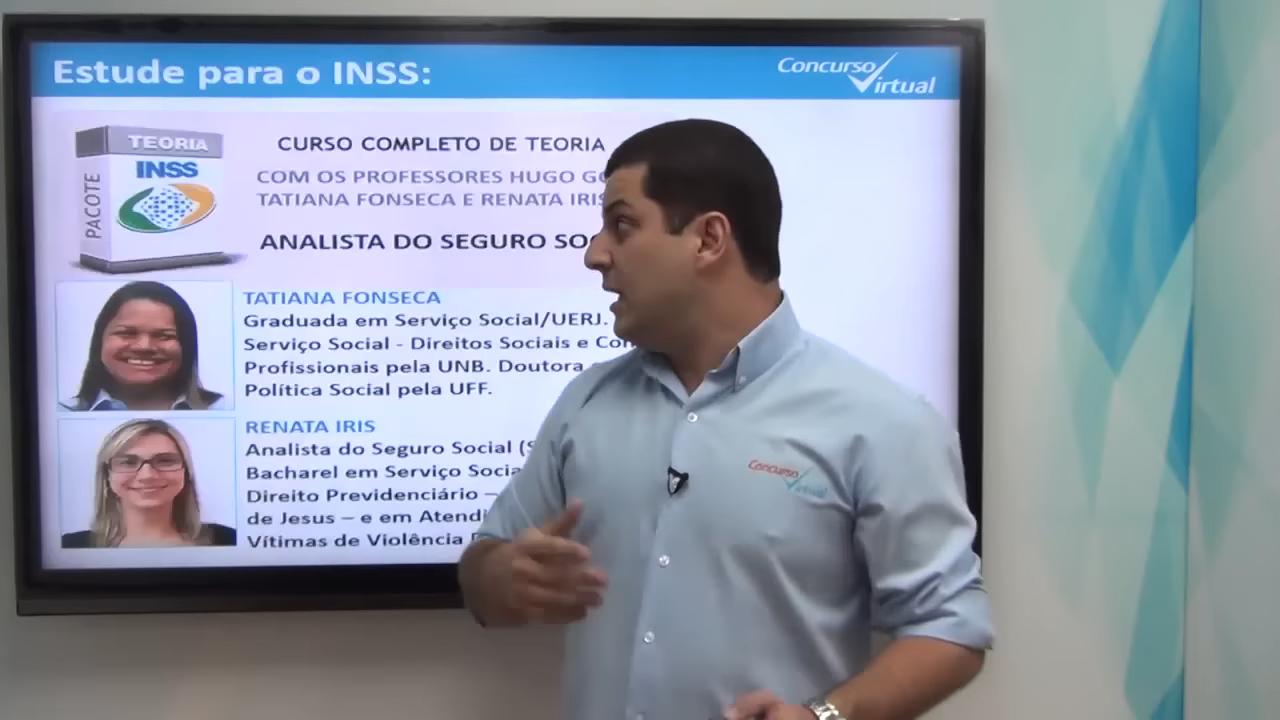 Estude para o INSS:
Concurso
Virtual
TEORIA
INSS
PACOTE
CURSO COMPLETO DE TEORIA
COM OS PROFESSORES HUGO
TATIANA FONSECA E RENATA IRIS
ANALISTA DO SEGURO
TATIANA FONSECA
Graduada em Serviço Social/UERJ.
Serviço Social - Direitos Sociais e
Profissionais pela UNB. Doutora
Política Social pela UFF.
RENATA IRIS
Analista do Seguro Social
Bacharel em Serviço
Direito Previdenciário –
de Jesus – e em
Vítimas de Violência
Concurso
Virtual